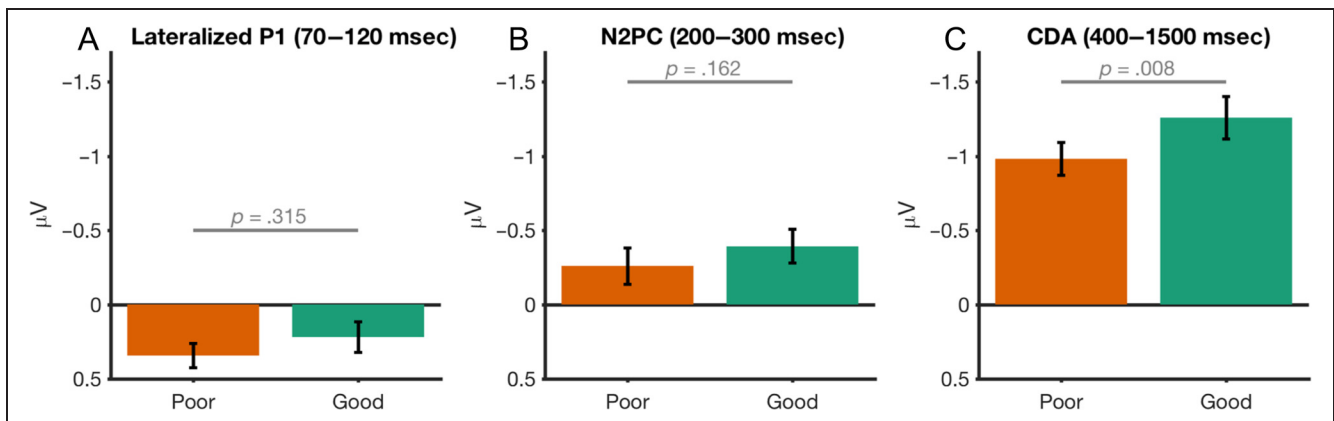 A Lateralized P1 (70–120 msec)
−1.5
−1
−0.5
0
0.5
μV
p = .315
Poor Good
B N2PC (200–300 msec)
−1.5
−1
−0.5
0
0.5
μV
p = .162
Poor Good
C CDA (400–1500 msec)
−1.5
−1
−0.5
0
0.5
μV
p = .008
Poor Good